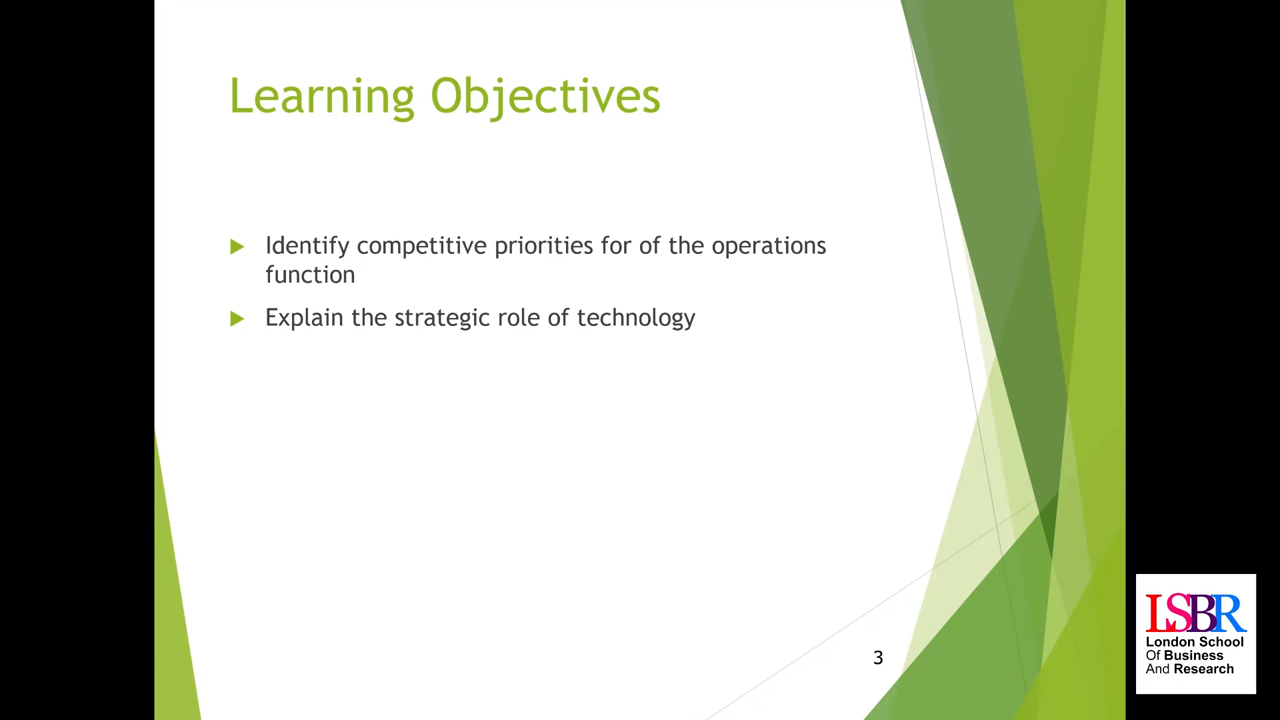 Learning Objectives
Identify competitive priorities for of the operations
function
Explain the strategic role of technology
3
LSBR
London School
Of Business
And Research